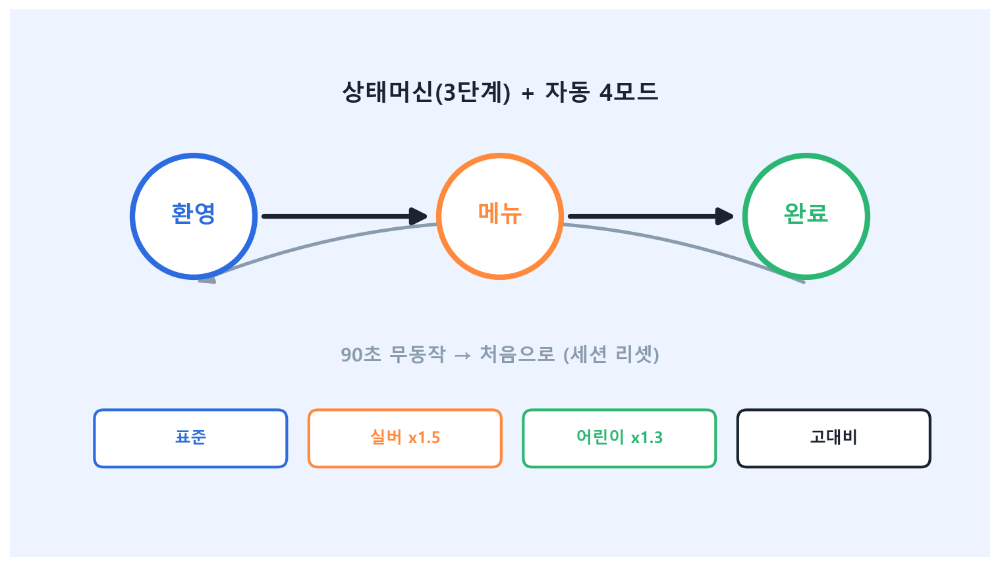 상태머신(3단계) + 자동 4모드
환영
메뉴
완료
90초 무동작 → 처음으로 (세션 리셋)
표준
실버 x1.5
어린이 x1.3
고대비